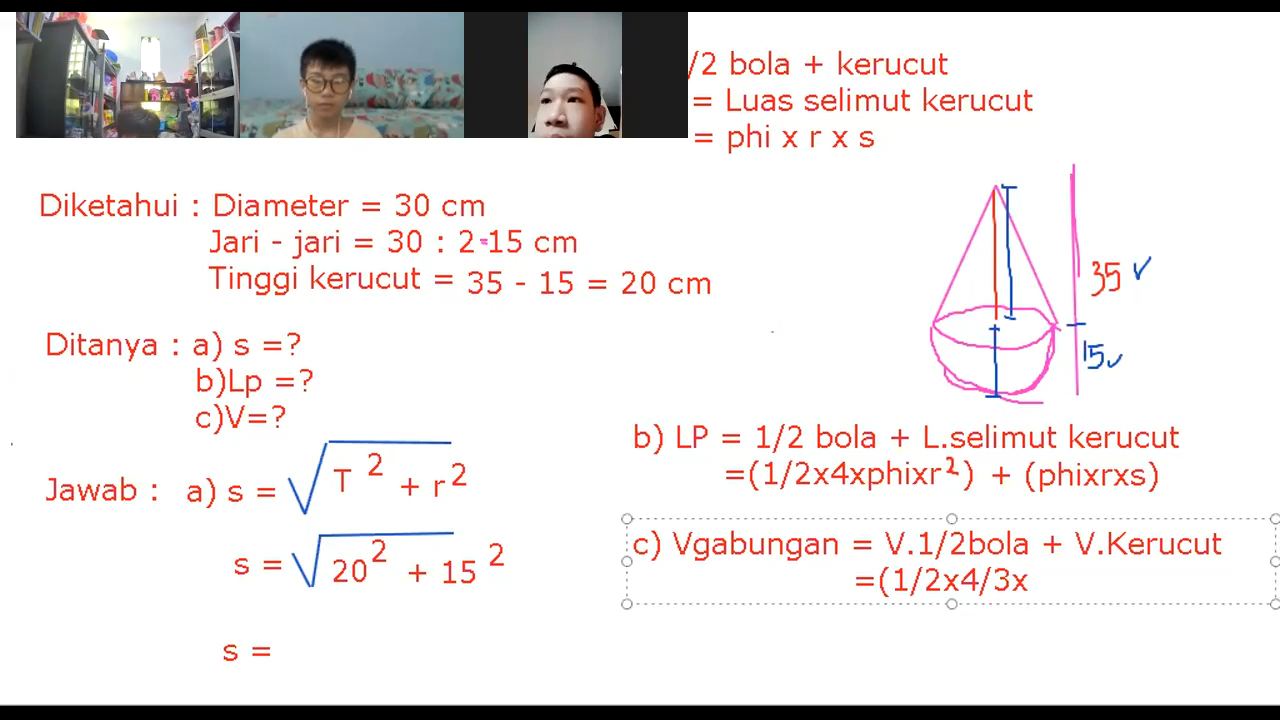 /2 bola + kerucut
= Luas selimut kerucut
= phi x r x s
Diketahui : Diameter = 30 cm
Jari - jari = 30 : 2=15 cm
Tinggi kerucut = 35 - 15 = 20 cm
35
15
Ditanya : a) s =?
b)Lp =?
c)V=?
Jawab : a) s = √T² + r²
s = √20² + 15²
s =
b) LP = 1/2 bola + L.selimut kerucut
=(1/2x4xphixr²) + (phixrxs)
c) Vgabungan = V.1/2bola + V.Kerucut
=(1/2x4/3x